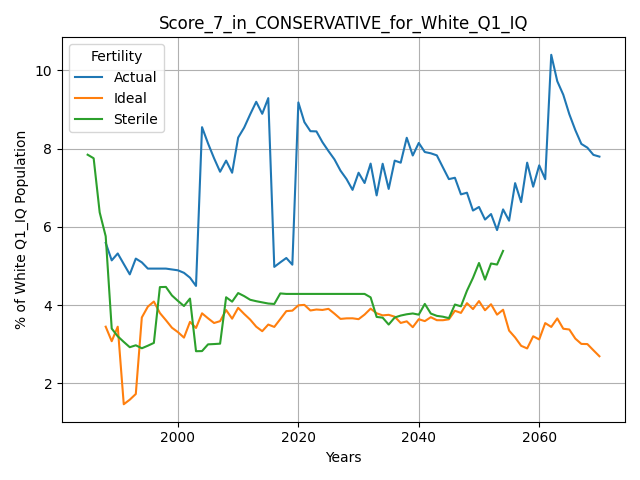 Score_7_in_CONSERVATIVE_for_White_Q1_IQ
Fertility
Actual
Ideal
Sterile
% of White Q1_IQ Population
10
8
6
4
2
2000
2020
2040
2060
Years